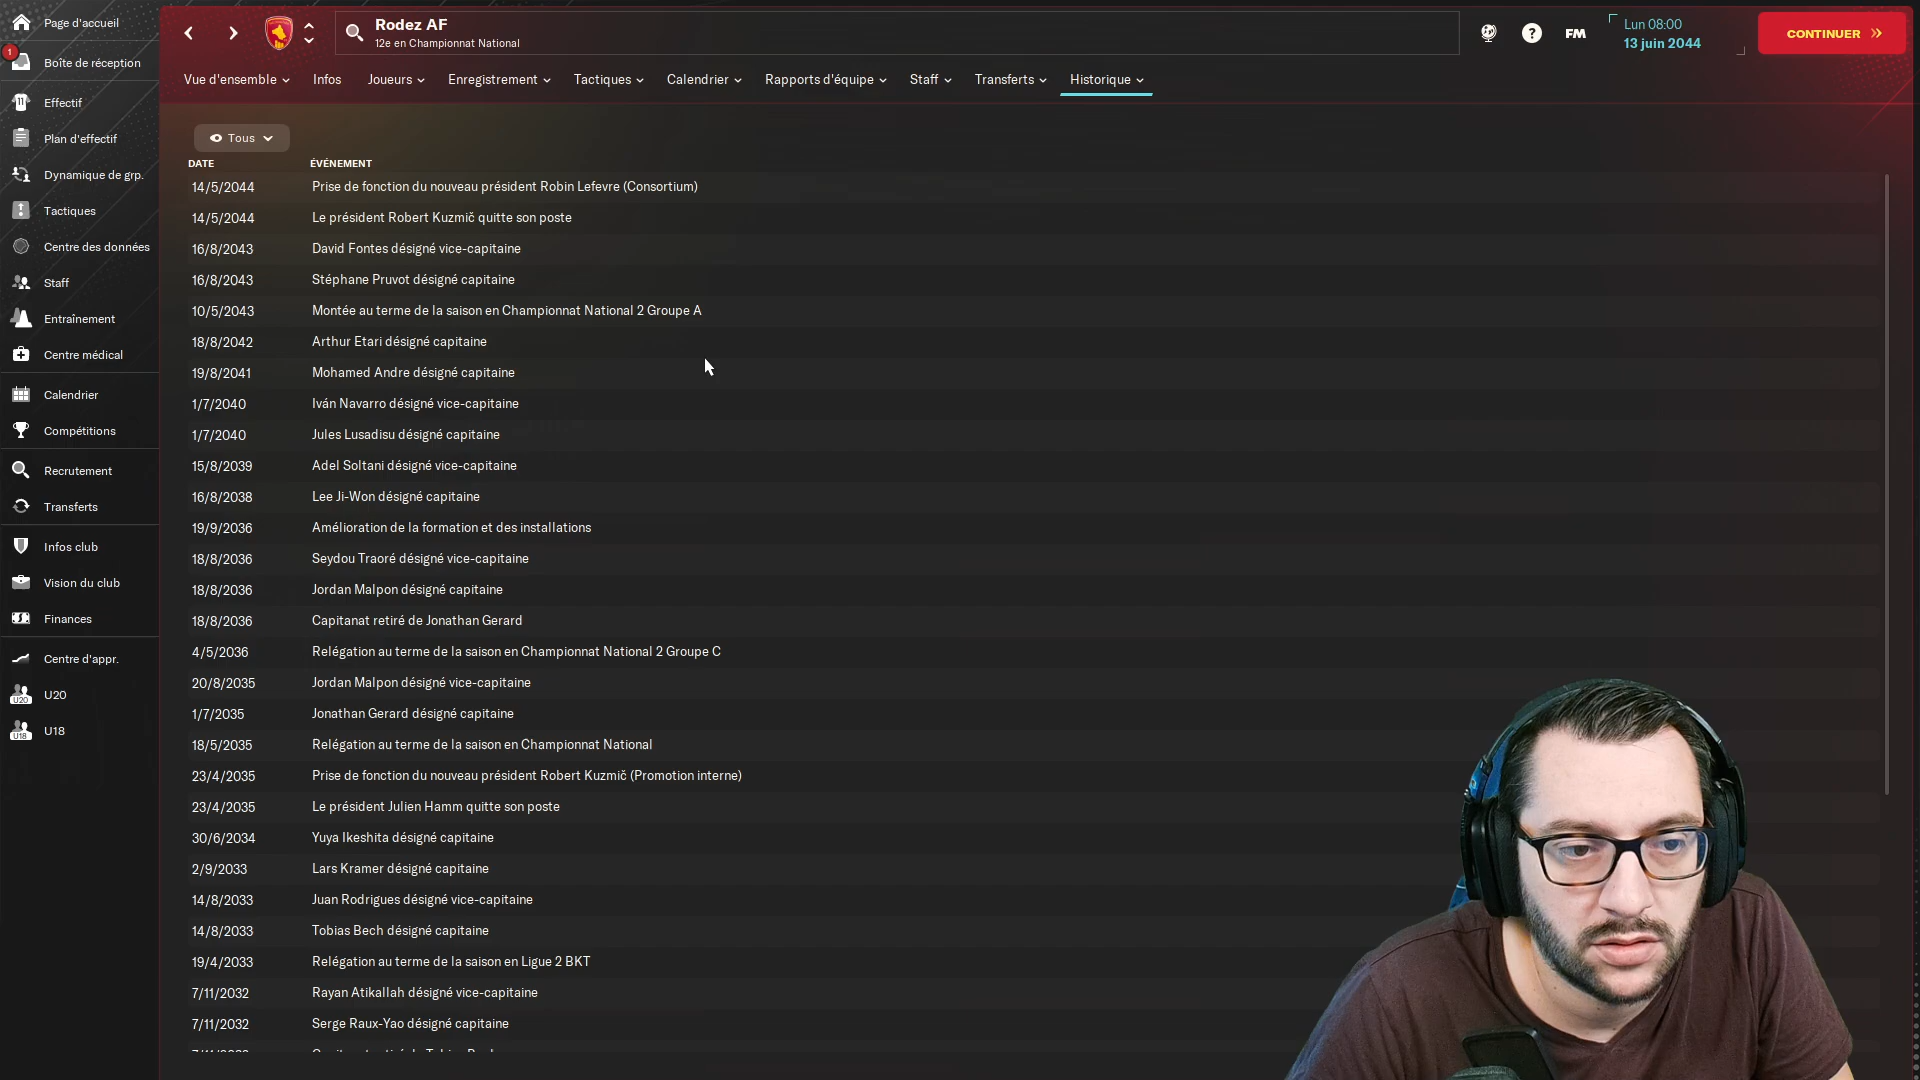 Page d'accueil
1
Boîte de réception
Effectif
Plan d'effectif
Dynamique de grp.
Tactiques
Centre des données
Staff
Entraînement
Centre médical
Calendrier
Compétitions
Recrutement
Transferts
Infos club
Vision du club
Finances
Centre d'appr.
U20
U20
U18
U18
Rodez AF
12e en Championnat National
?
FM
Lun 08:00
13 juin 2044
CONTINUER
Vue d'ensemble
Infos
Joueurs
Enregistrement
Tactiques
Calendrier
Rapports d'équipe
Staff
Transferts
Historique
Tous
DATE ÉVÉNEMENT
14/5/2044 Prise de fonction du nouveau président Robin Lefevre (Consortium)
14/5/2044 Le président Robert Kuzmič quitte son poste
16/8/2043 David Fontes désigné vice-capitaine
16/8/2043 Stéphane Pruvot désigné capitaine
10/5/2043 Montée au terme de la saison en Championnat National 2 Groupe A
18/8/2042 Arthur Etari désigné capitaine
19/8/2041 Mohamed Andre désigné capitaine
1/7/2040 Iván Navarro désigné vice-capitaine
1/7/2040 Jules Lusadisu désigné capitaine
15/8/2039 Adel Soltani désigné vice-capitaine
16/8/2038 Lee Ji-Won désigné capitaine
19/9/2036 Amélioration de la formation et des installations
18/8/2036 Seydou Traoré désigné vice-capitaine
18/8/2036 Jordan Malpon désigné capitaine
18/8/2036 Capitanat retiré de Jonathan Gerard
4/5/2036 Relégation au terme de la saison en Championnat National 2 Groupe C
20/8/2035 Jordan Malpon désigné vice-capitaine
1/7/2035 Jonathan Gerard désigné capitaine
18/5/2035 Relégation au terme de la saison en Championnat National
23/4/2035 Prise de fonction du nouveau président Robert Kuzmič (Promotion interne)
23/4/2035 Le président Julien Hamm quitte son poste
30/6/2034 Yuya Ikeshita désigné capitaine
2/9/2033 Lars Kramer désigné capitaine
14/8/2033 Juan Rodrigues désigné vice-capitaine
14/8/2033 Tobias Bech désigné capitaine
19/4/2033 Relégation au terme de la saison en Ligue 2 BKT
7/11/2032 Rayan Atikallah désigné vice-capitaine
7/11/2032 Serge Raux-Yao désigné capitaine